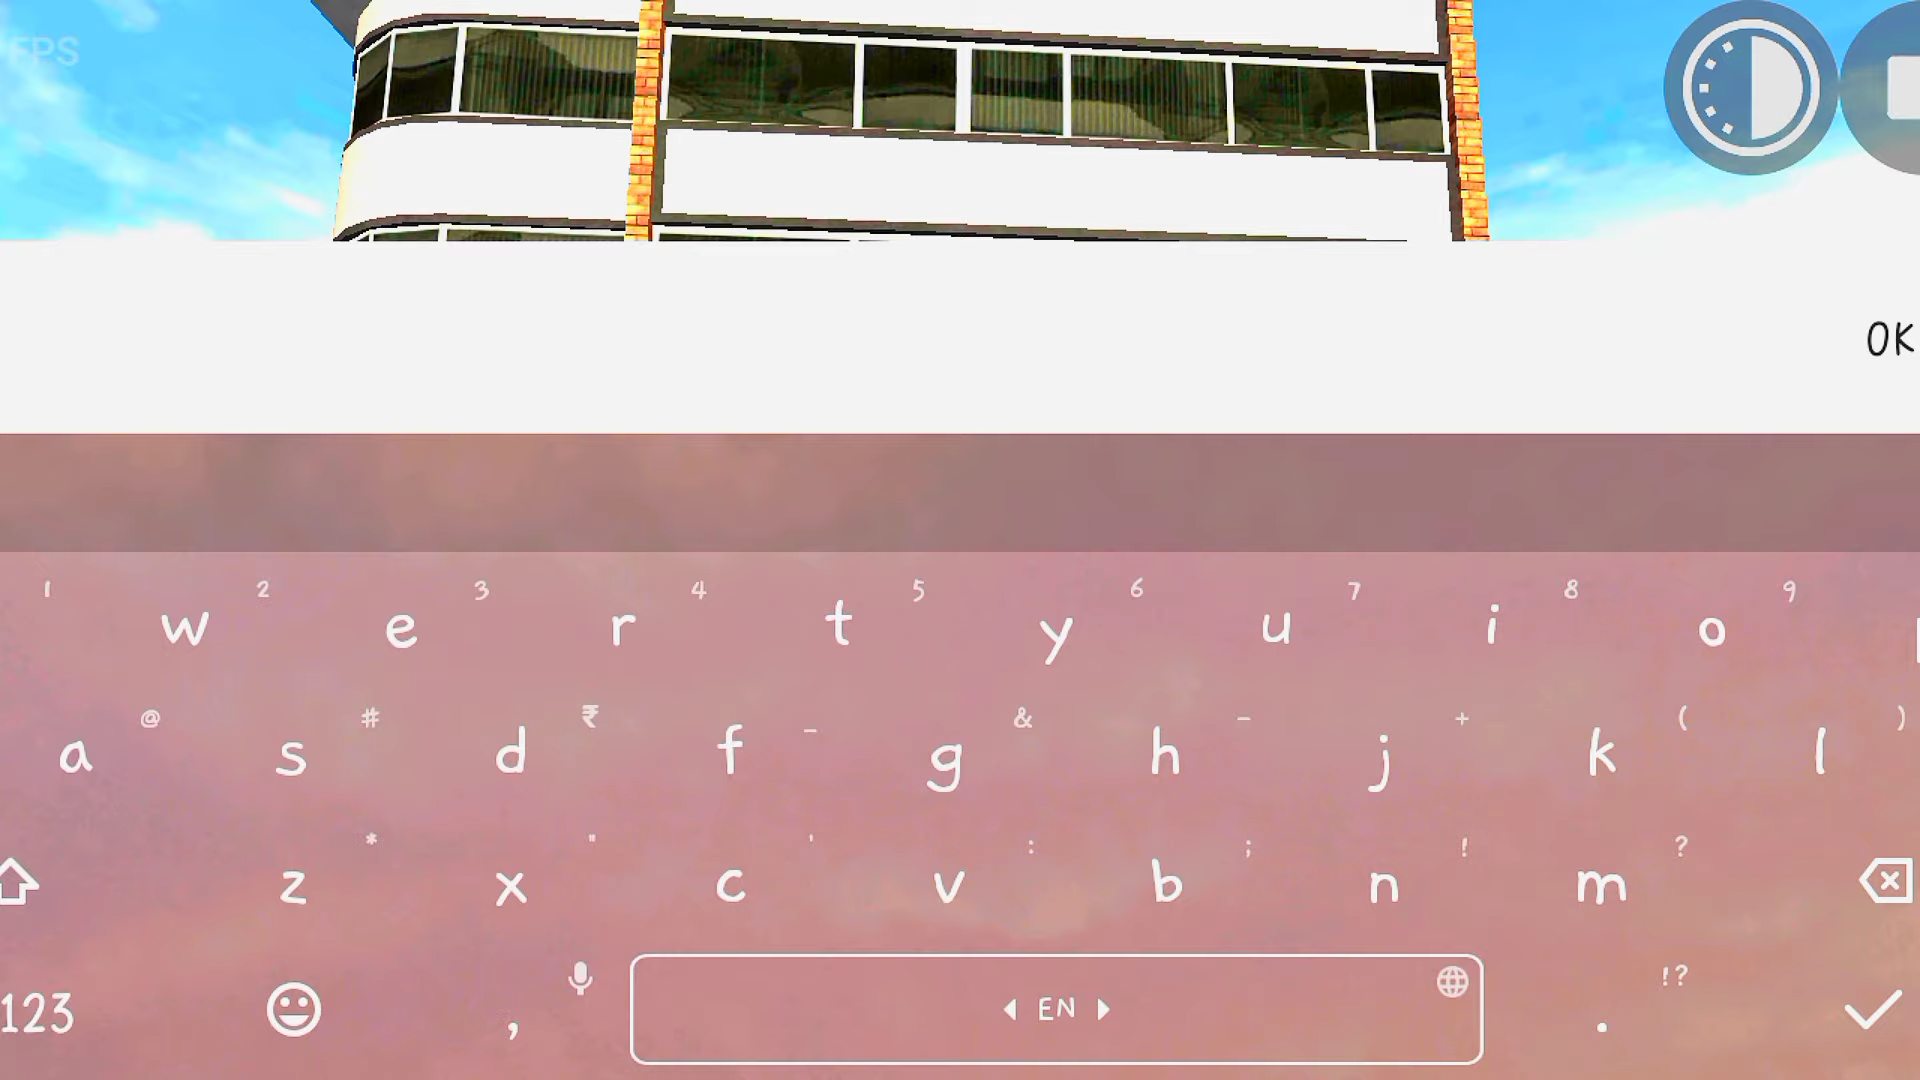 FPS
OK
1 2 3 4 5 6 7 8 9
w e r t y u i o
@ # ₹ _ & - + ( )
a s d f g h j k l
* " ' : ; ! ?
z x c v b n m
!?
123 , ◀ EN ▶ .